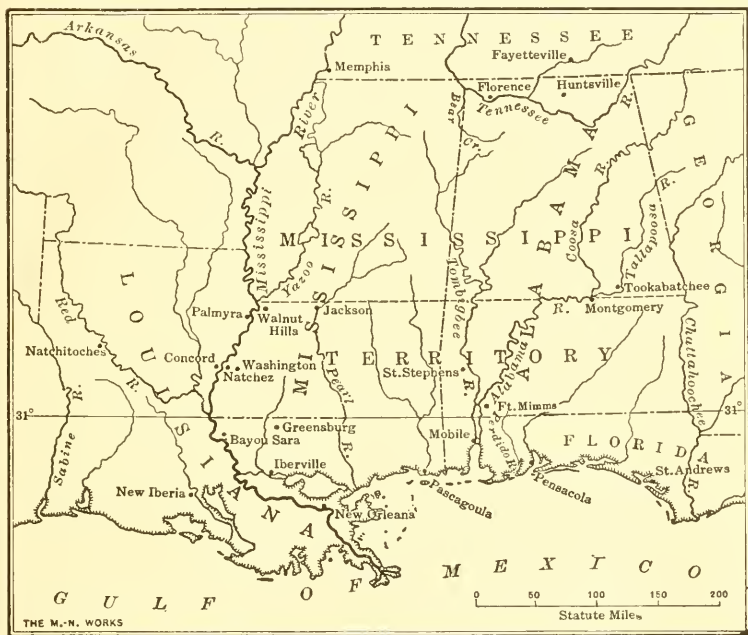 Arkansas
R.
TENNESSEE
Memphis
Fayetteville
Florence
Huntsville
Tennessee
R.
Bear
Cr.
River
Mississippi
Yazoo
R.
MISSISSIPPI
ALABAMA
GEORGIA
MISSISSIPPI
TERRITORY
Coosa
R.
Tallapoosa
R.
Tombigbee
R.
Tookabatchee
Montgomery
R.
Alabama
Chattahoochee
R.
LOUISIANA
Red
R.
Palmyra
Walnut
Hills
Jackson
Natchitoches
Concord
Washington
Natchez
Pearl
R.
St. Stephens
Ft. Mimms
31°
31°
Sabine
R.
Greensburg
Bayou Sara
Mobile
Perdido R.
FLORIDA
St. Andrews
Iberville
New Iberia
Pascagoula
Pensacola
New Orleans
GULF OF MEXICO
0 50 100 150 200
Statute Miles
THE M.-N. WORKS